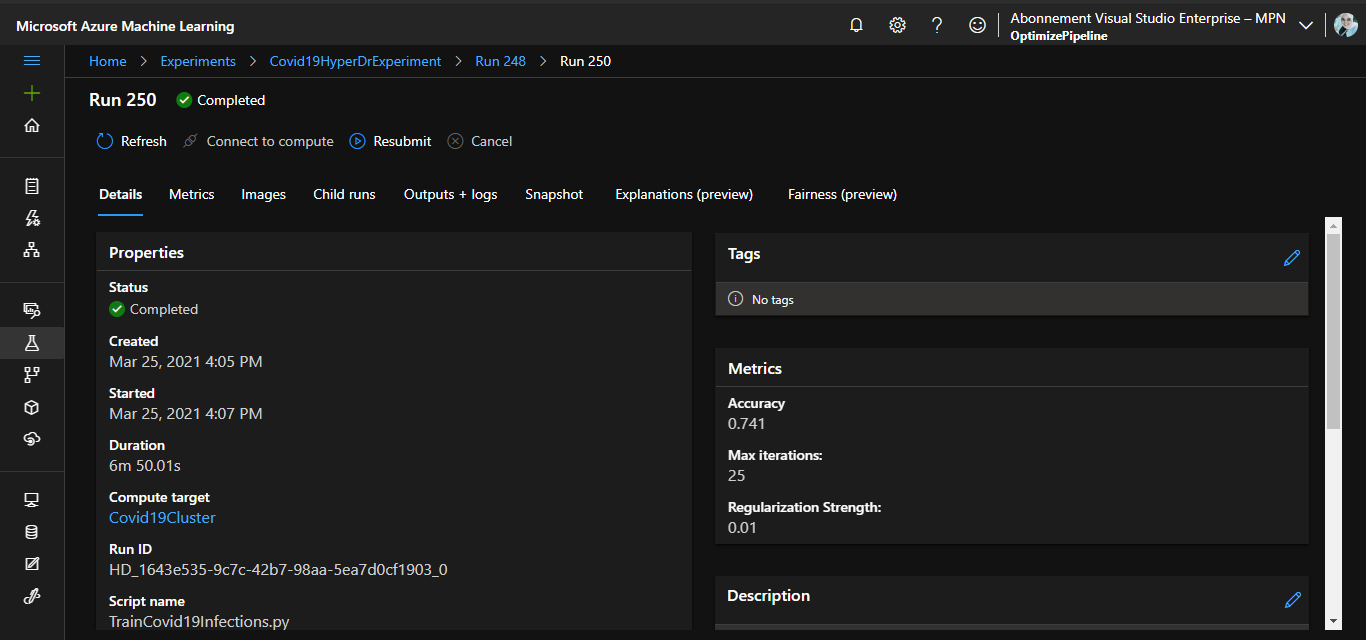 Microsoft Azure Machine Learning
Abonnement Visual Studio Enterprise – MPN
OptimizePipeline
Home > Experiments > Covid19HyperDrExperiment > Run 248 > Run 250
Run 250 Completed
Refresh Connect to compute Resubmit Cancel
Details Metrics Images Child runs Outputs + logs Snapshot Explanations (preview) Fairness (preview)
Properties
Status
Completed
Created
Mar 25, 2021 4:05 PM
Started
Mar 25, 2021 4:07 PM
Duration
6m 50.01s
Compute target
Covid19Cluster
Run ID
HD_1643e535-9c7c-42b7-98aa-5ea7d0cf1903_0
Script name
TrainCovid19Infections.py
Tags
No tags
Metrics
Accuracy
0.741
Max iterations:
25
Regularization Strength:
0.01
Description